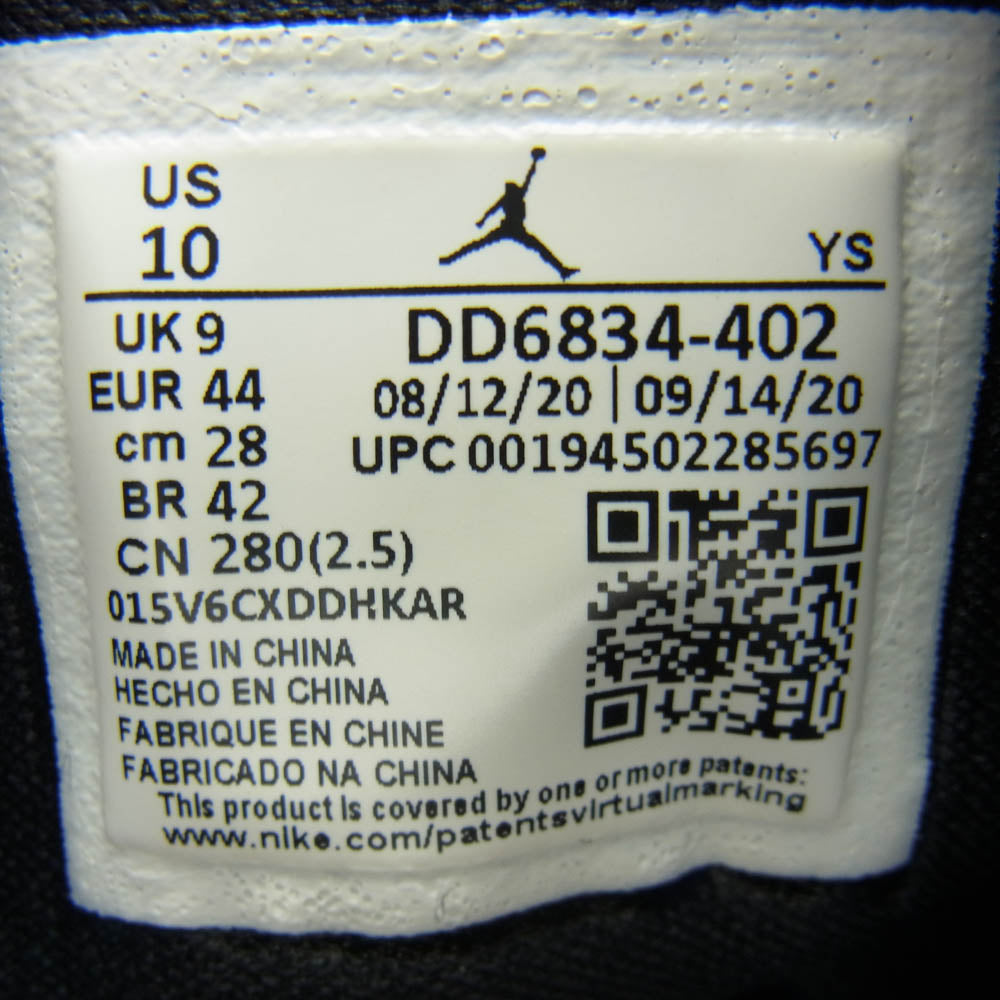 US
10
YS
UK 9
DD6834-402
EUR 44
08/12/20 | 09/14/20
cm 28
UPC 00194502285697
BR 42
CN 280(2.5)
015V6CXDDHKAR
MADE IN CHINA
HECHO EN CHINA
FABRIQUE EN CHINE
FABRICADO NA CHINA
This product is covered by one or more patents:
www.nike.com/patentsvirtualmarking